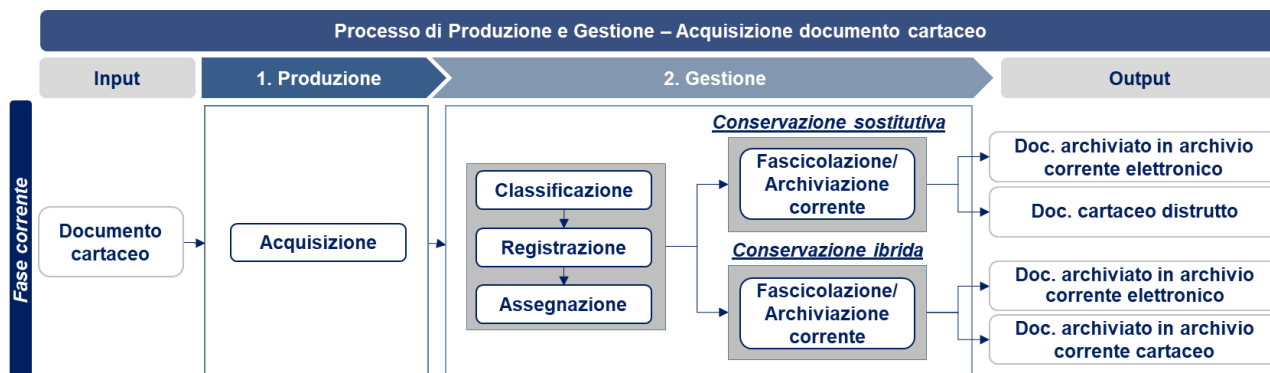 Processo di Produzione e Gestione – Acquisizione documento cartaceo
Input
1. Produzione
2. Gestione
Output
Fase corrente
Documento
cartaceo
Acquisizione
Classificazione
Registrazione
Assegnazione
Conservazione sostitutiva
Fascicolazione/
Archiviazione
corrente
Conservazione ibrida
Fascicolazione/
Archiviazione
corrente
Doc. archiviato in archivio
corrente elettronico
Doc. cartaceo distrutto
Doc. archiviato in archivio
corrente elettronico
Doc. archiviato in archivio
corrente cartaceo